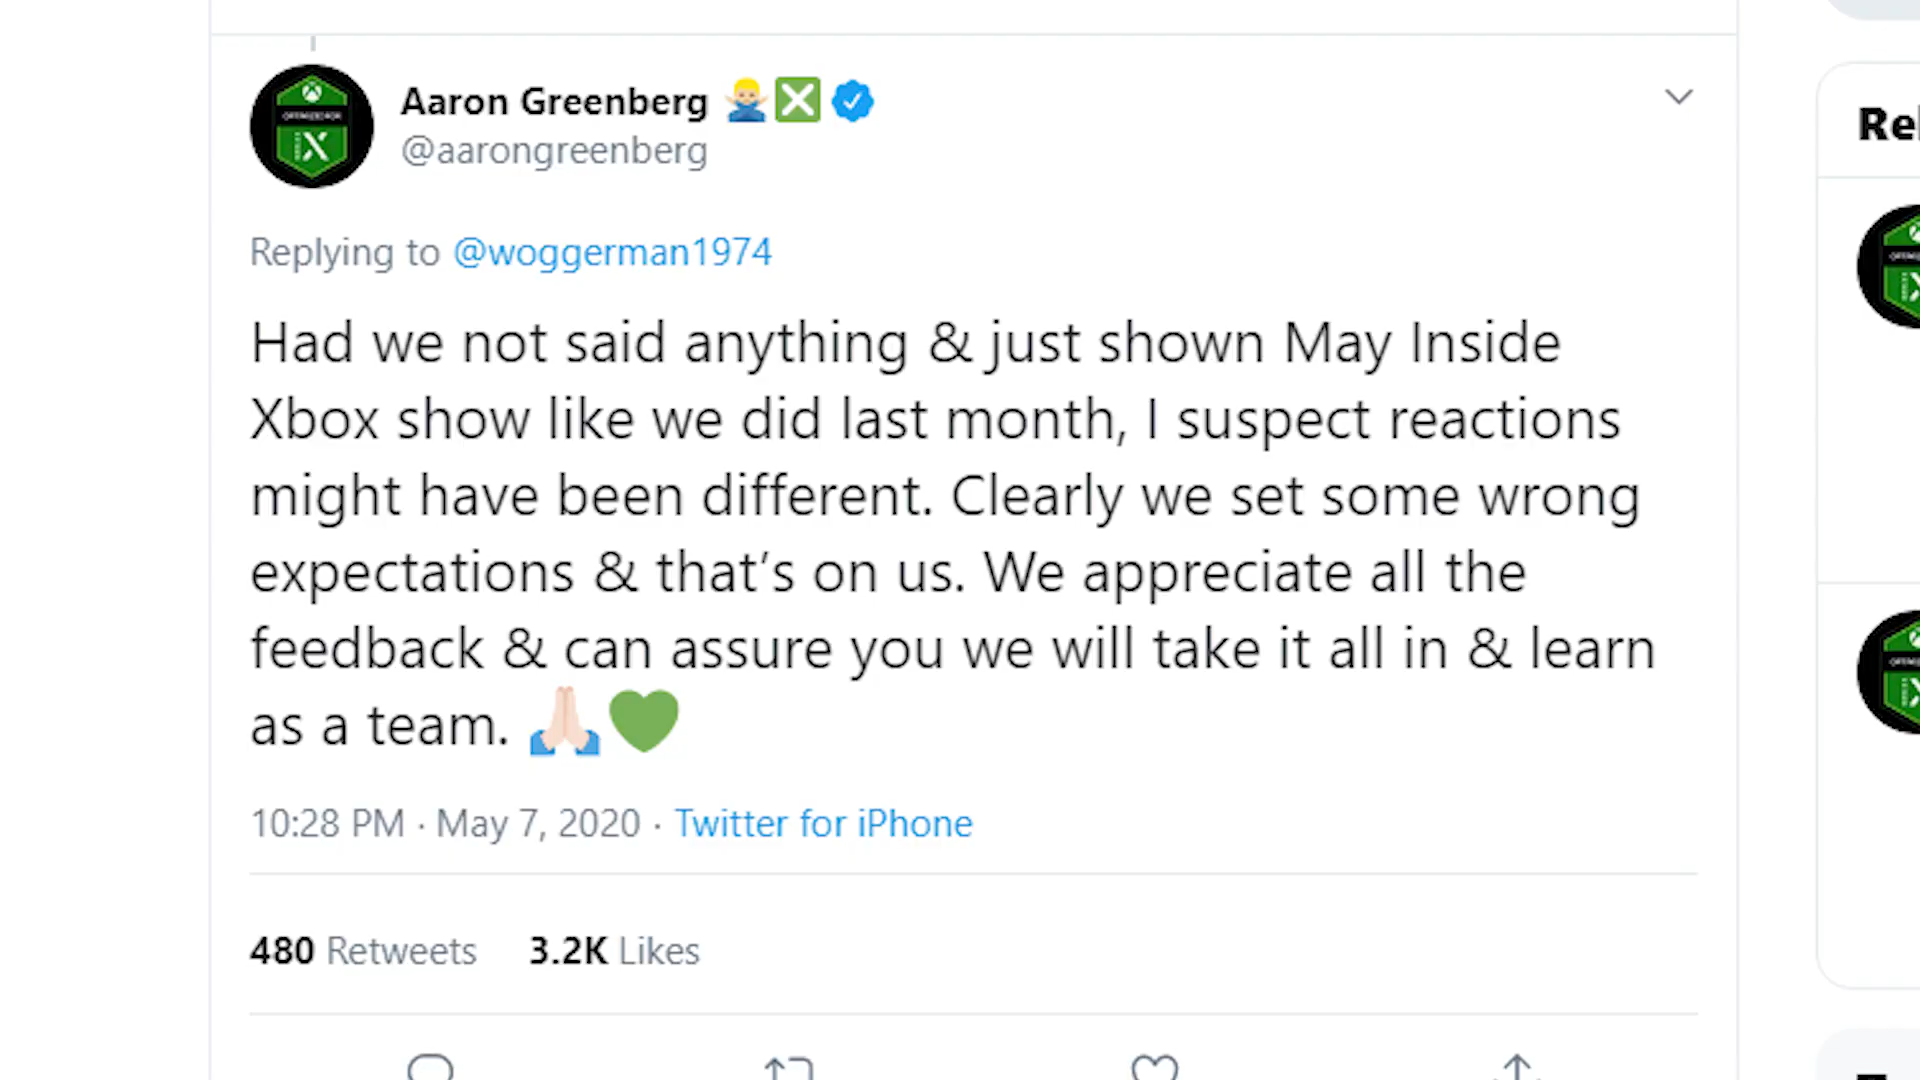 Aaron Greenberg 🙅🏼‍♂️❎
@aarongreenberg
Replying to @woggerman1974
Had we not said anything & just shown May Inside
Xbox show like we did last month, I suspect reactions
might have been different. Clearly we set some wrong
expectations & that’s on us. We appreciate all the
feedback & can assure you we will take it all in & learn
as a team. 🙏🏻💚
10:28 PM · May 7, 2020 · Twitter for iPhone
480 Retweets 3.2K Likes